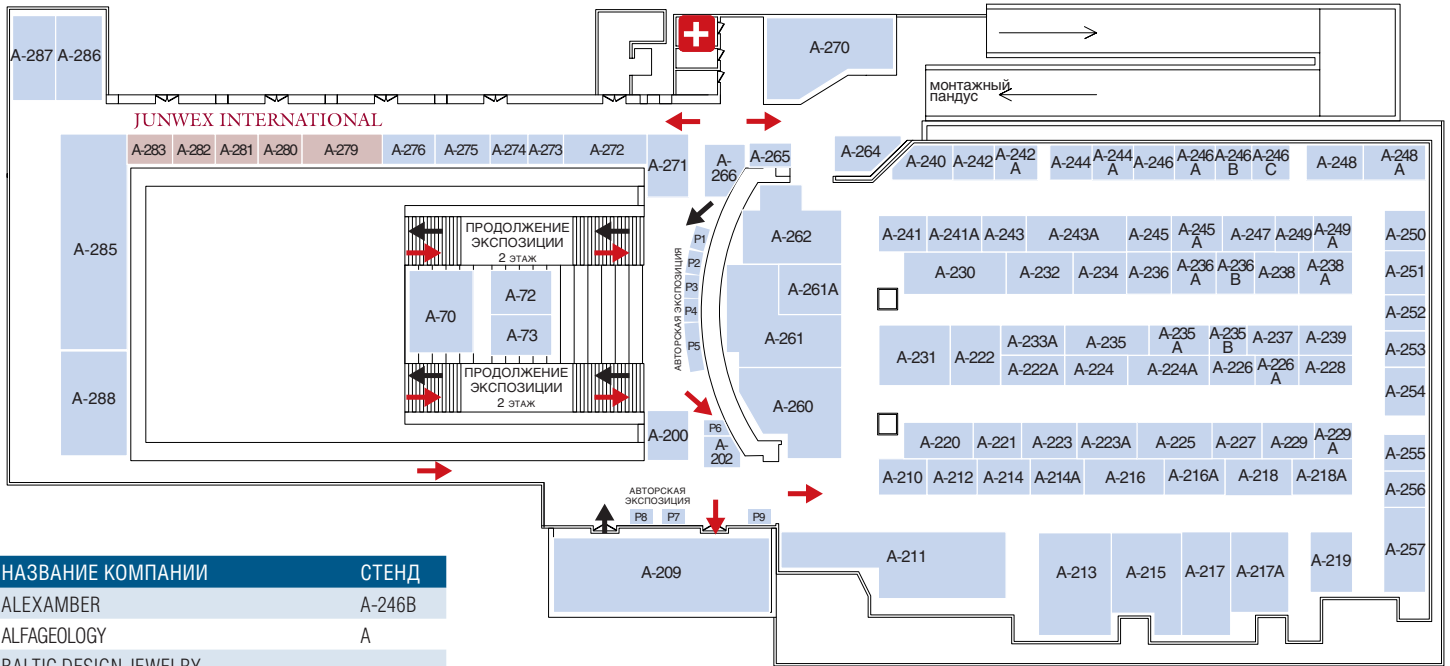 A-287
A-286
A-270
монтажный
пандус
JUNWEX INTERNATIONAL
A-283
A-282
A-281
A-280
A-279
A-276
A-275
A-274
A-273
A-272
A-271
A-
266
A-265
A-264
A-240
A-242
A-242
A
A-244
A-244
A
A-246
A-246
A
A-246
B
A-246
C
A-248
A-248
A
A-285
ПРОДОЛЖЕНИЕ
ЭКСПОЗИЦИИ
2 ЭТАЖ
P1
P2
P3
P4
P5
АВТОРСКАЯ ЭКСПОЗИЦИЯ
A-262
A-261A
A-261
A-241
A-241A
A-243
A-243A
A-245
A-245
A
A-247
A-249
A-249
A
A-250
A-230
A-232
A-234
A-236
A-236
A
A-236
B
A-238
A-238
A
A-251
A-252
A-70
A-72
A-73
A-231
A-222
A-233A
A-235
A-235
A
A-235
B
A-237
A-239
A-253
A-222A
A-224
A-224A
A-226
A-226
A
A-228
A-254
A-288
ПРОДОЛЖЕНИЕ
ЭКСПОЗИЦИИ
2 ЭТАЖ
A-260
A-200
P6
A-
202
A-220
A-221
A-223
A-223A
A-225
A-227
A-229
A-229
A
A-255
A-210
A-212
A-214
A-214A
A-216
A-216A
A-218
A-218A
A-256
АВТОРСКАЯ
ЭКСПОЗИЦИЯ
P8
P7
P9
A-209
A-211
A-213
A-215
A-217
A-217A
A-219
A-257
НАЗВАНИЕ КОМПАНИИ СТЕНД
ALEXAMBER A-246B
ALFAGEOLOGY A
BALTIC DESIGN JEWELRY